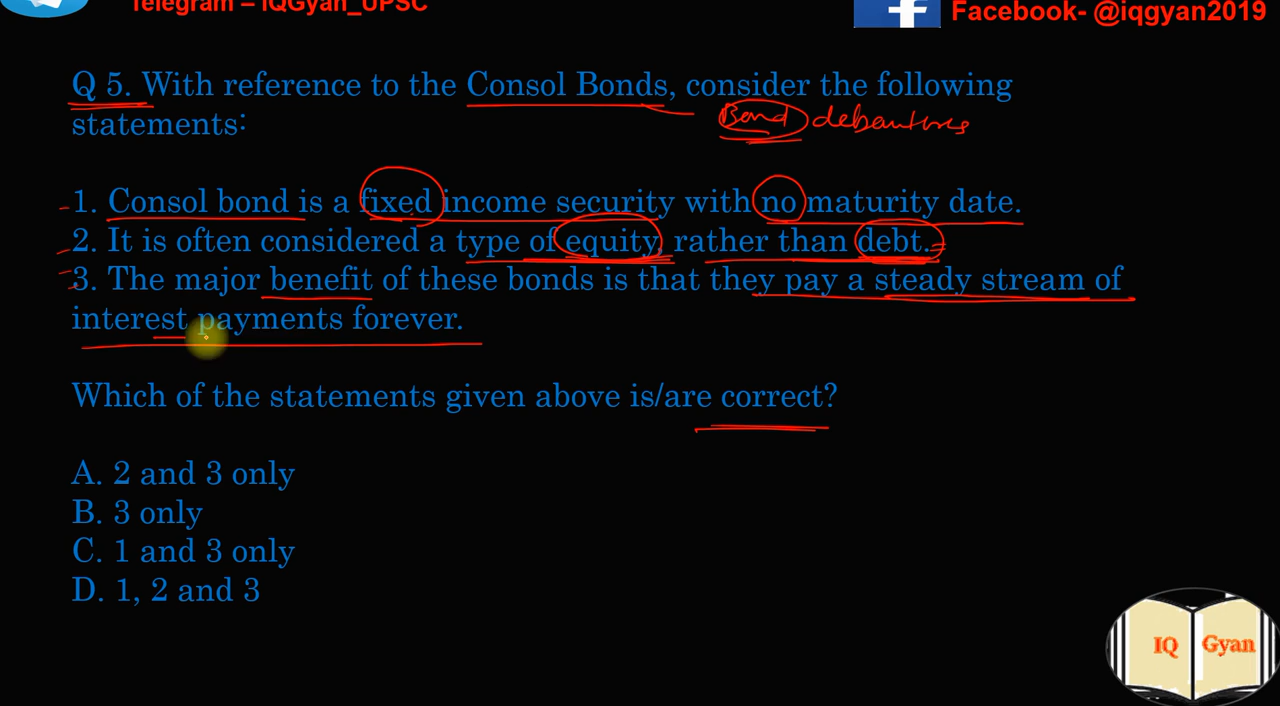 Telegram – IQGyan_UPSC
Facebook- @iqgyan2019
Q 5. With reference to the Consol Bonds, consider the following
statements:
Bond debantures
1. Consol bond is a fixed income security with no maturity date.
2. It is often considered a type of equity, rather than debt.
3. The major benefit of these bonds is that they pay a steady stream of
interest payments forever.
Which of the statements given above is/are correct?
A. 2 and 3 only
B. 3 only
C. 1 and 3 only
D. 1, 2 and 3
IQ Gyan